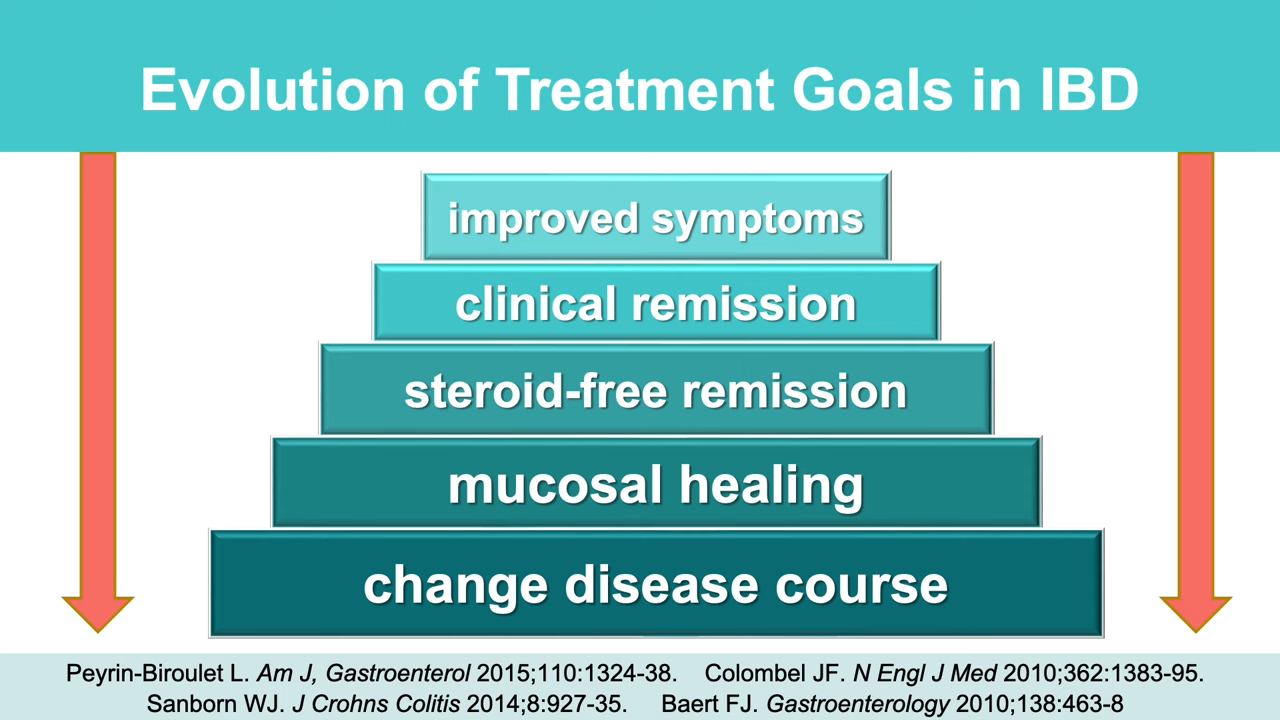 Evolution of Treatment Goals in IBD
improved symptoms
clinical remission
steroid-free remission
mucosal healing
change disease course
Peyrin-Biroulet L. Am J, Gastroenterol 2015;110:1324-38. Colombel JF. N Engl J Med 2010;362:1383-95.
Sanborn WJ. J Crohns Colitis 2014;8:927-35. Baert FJ. Gastroenterology 2010;138:463-8